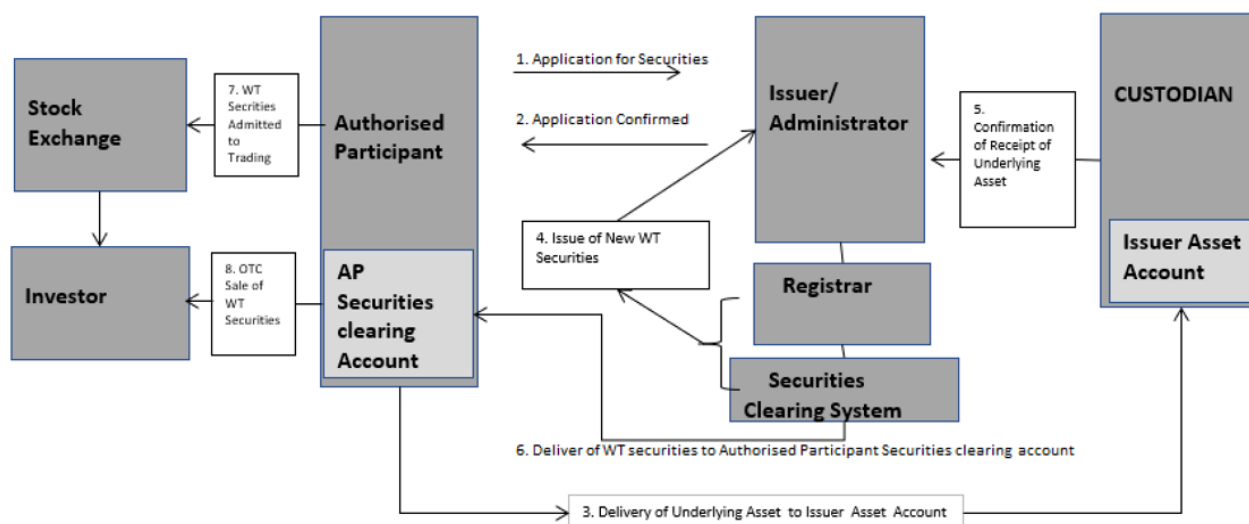 Stock
Exchange
7. WT
Secrities
Admitted
to
Trading
Authorised
Participant
1. Application for Securities
2. Application Confirmed
Issuer/
Administrator
5.
Confirmation
of Receipt of
Underlying
Asset
CUSTODIAN
Issuer Asset
Account
Investor
8. OTC
Sale of
WT
Securities
AP
Securities
clearing
Account
4. Issue of New WT
Securities
Registrar
Securities
Clearing System
6. Deliver of WT securities to Authorised Participant Securities clearing account
3. Delivery of Underlying Asset to Issuer Asset Account